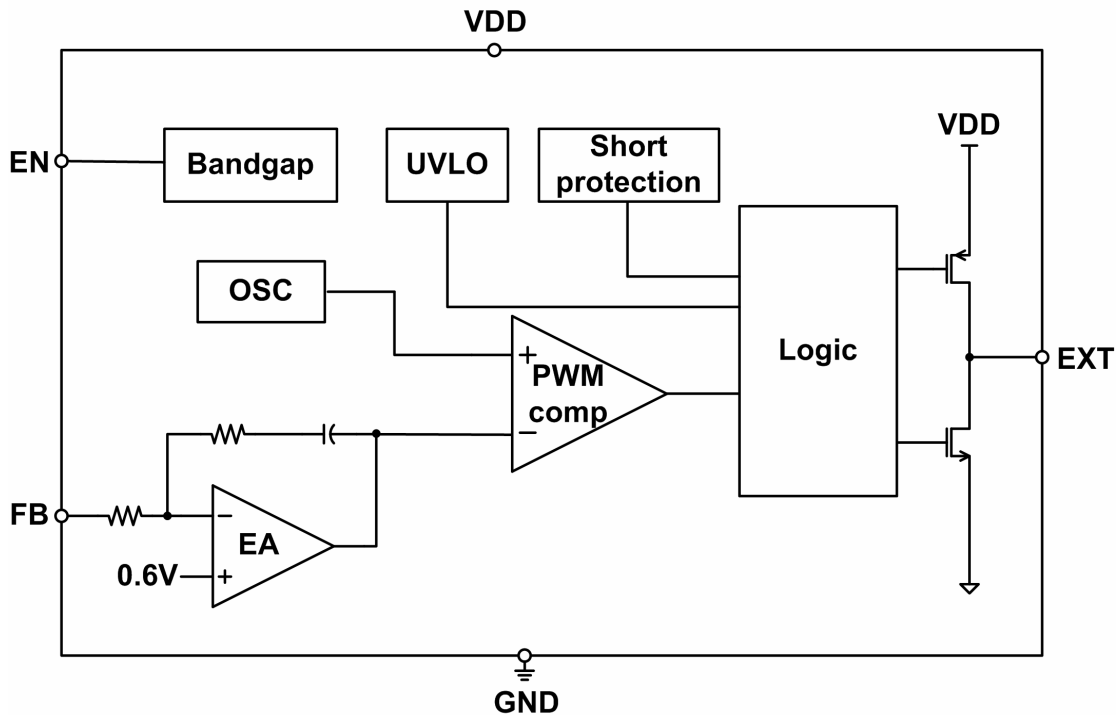 VDD
EN
Bandgap
UVLO
Short
protection
VDD
OSC
+
PWM
comp
−
Logic
EXT
FB
−
EA
0.6V
+
GND